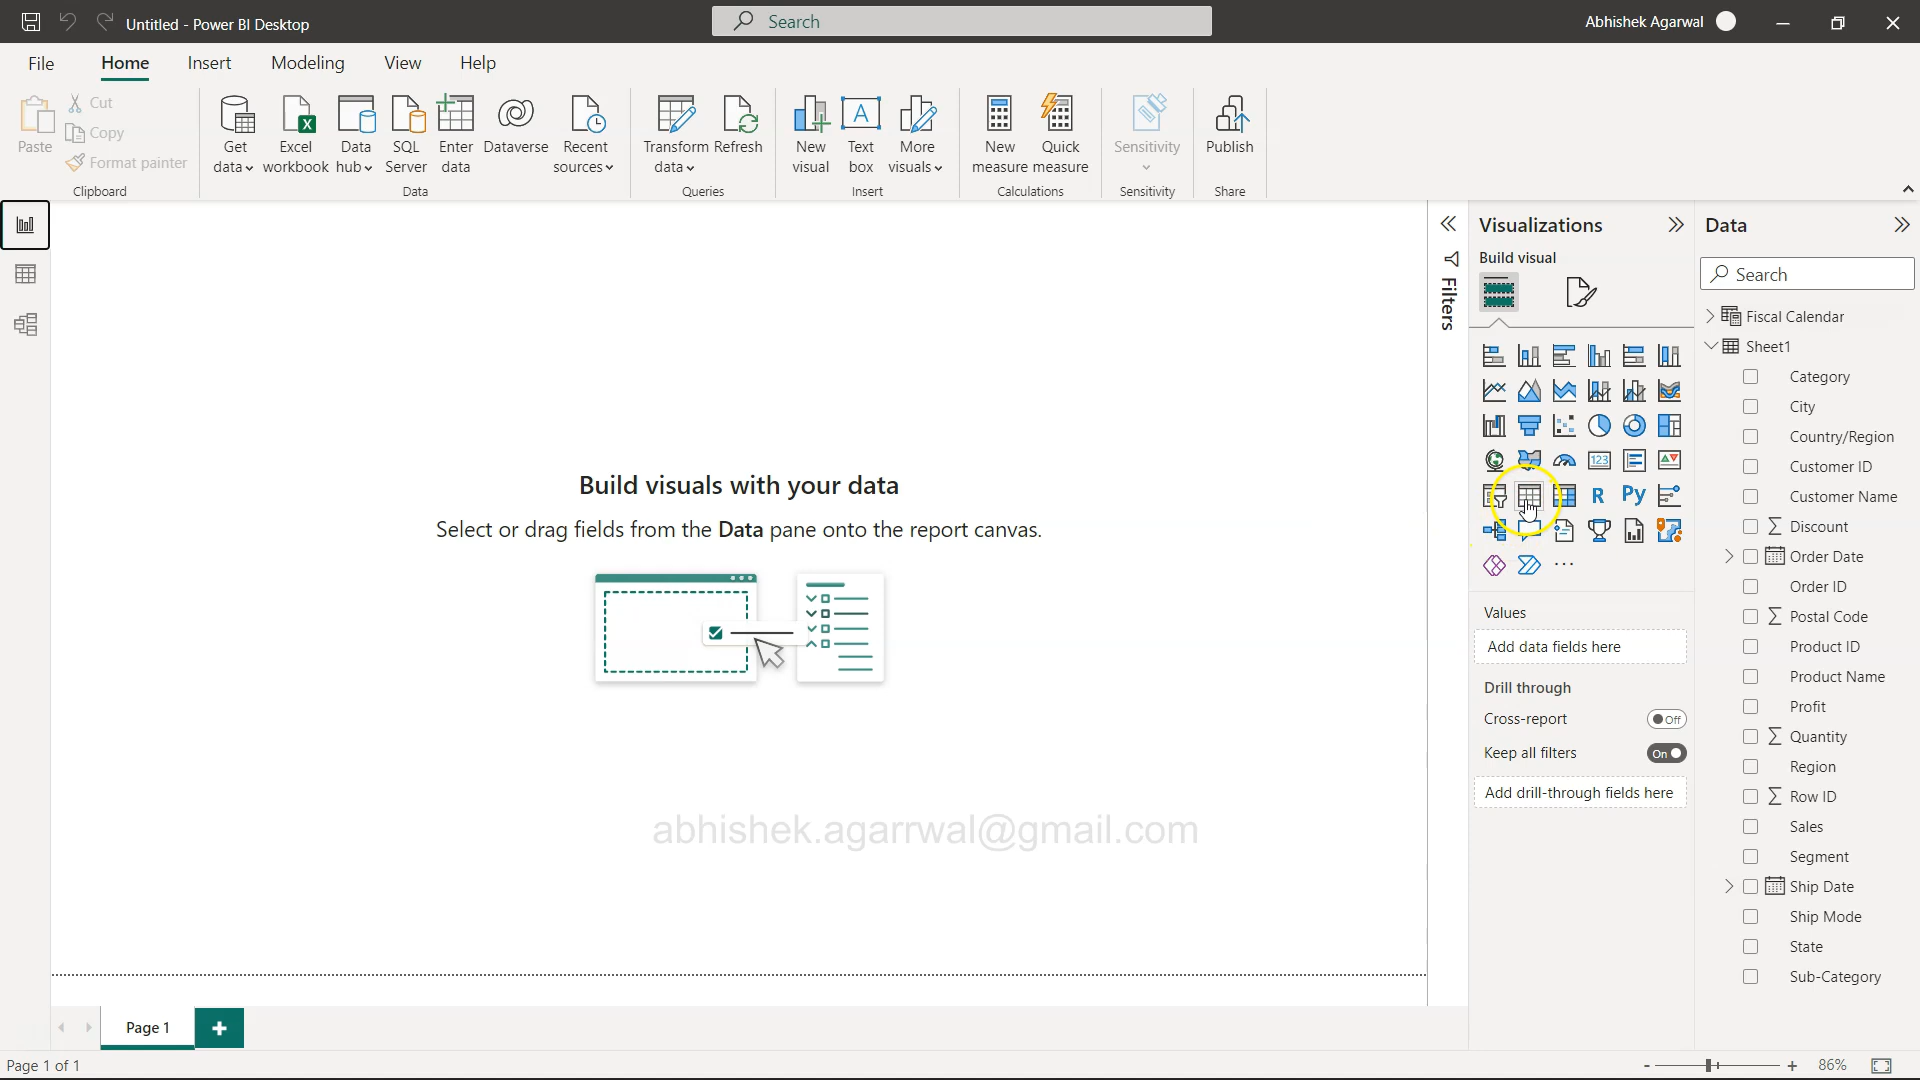 Untitled - Power BI Desktop
Search
Abhishek Agarwal
File Home Insert Modeling View Help
Paste
Cut
Copy
Format painter
Clipboard
Get data
Excel workbook
Data hub
SQL Server
Enter data
Dataverse
Recent sources
Data
Transform data
Refresh
Queries
New visual
A
Text box
More visuals
Insert
New measure
Quick measure
Calculations
Sensitivity
Sensitivity
Publish
Share
Build visuals with your data
Select or drag fields from the Data pane onto the report canvas.
abhishek.agarrwal@gmail.com
Filters
Visualizations
Build visual
123
R
Py
Values
Add data fields here
Drill through
Cross-report
Off
Keep all filters
On
Add drill-through fields here
Data
Search
Fiscal Calendar
Sheet1
Category
City
Country/Region
Customer ID
Customer Name
Discount
Order Date
Order ID
Postal Code
Product ID
Product Name
Profit
Quantity
Region
Row ID
Sales
Segment
Ship Date
Ship Mode
State
Sub-Category
Page 1
Page 1 of 1
86%